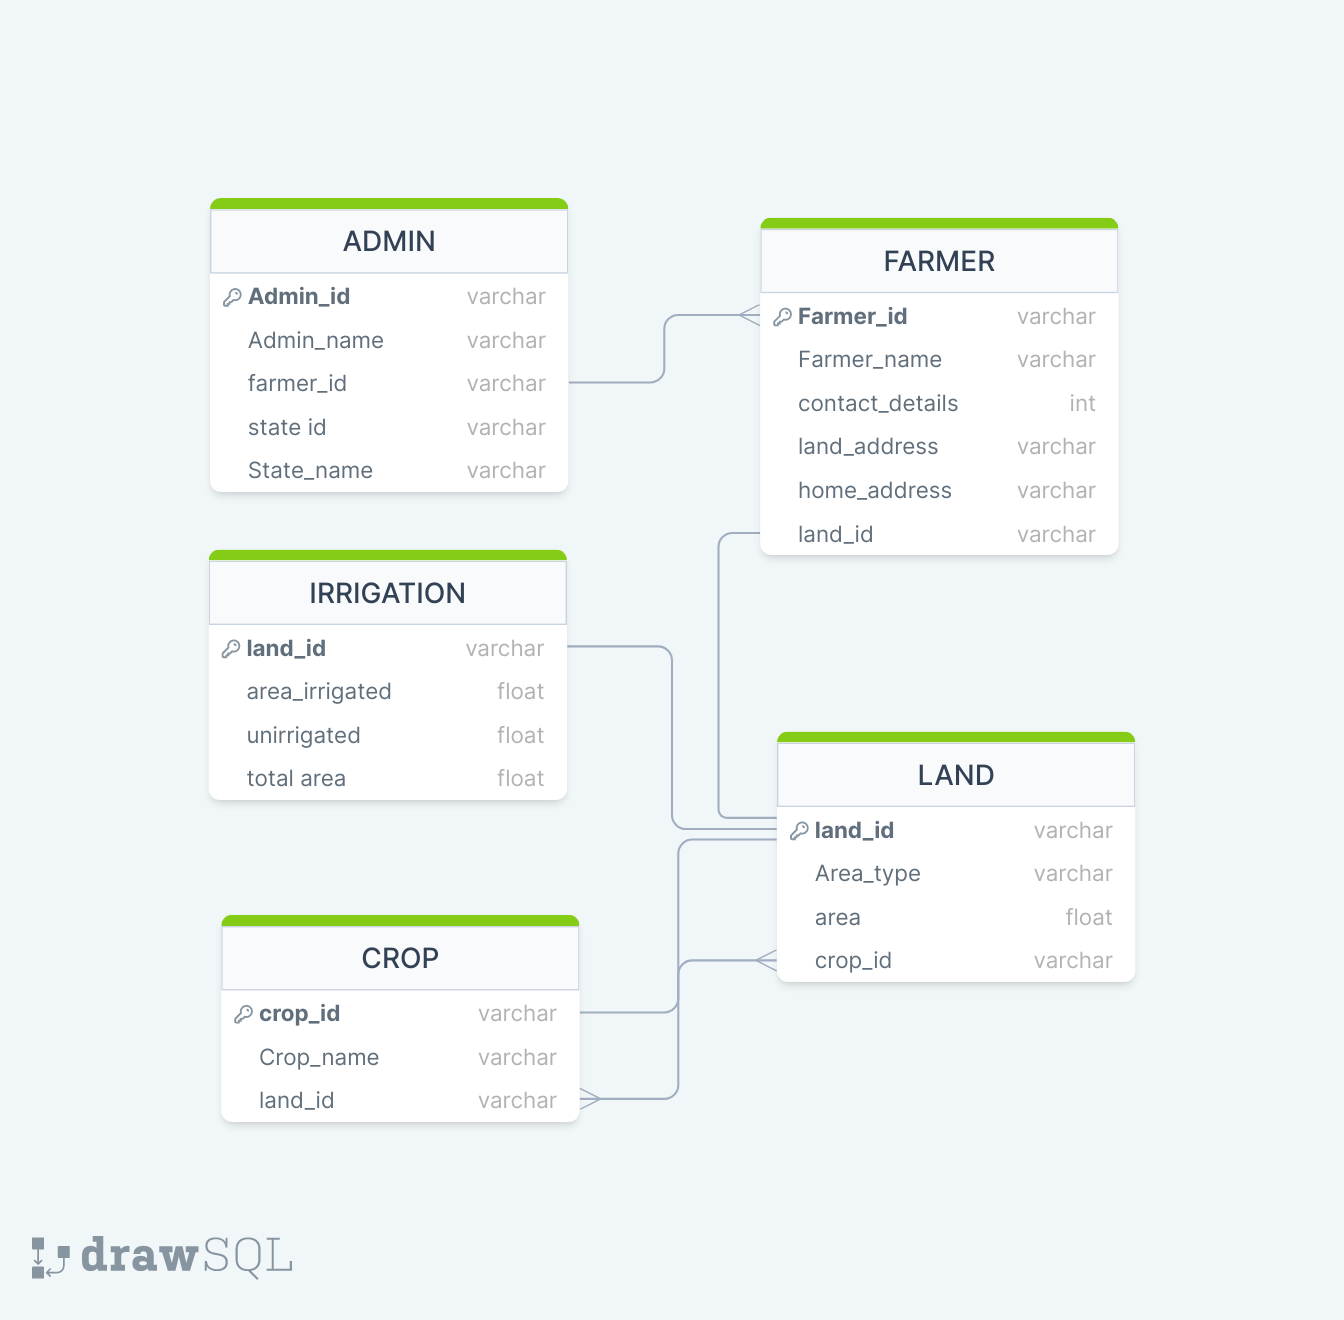 ADMIN
Admin_id varchar
Admin_name varchar
farmer_id varchar
state id varchar
State_name varchar
FARMER
Farmer_id varchar
Farmer_name varchar
contact_details int
land_address varchar
home_address varchar
land_id varchar
IRRIGATION
land_id varchar
area_irrigated float
unirrigated float
total area float
LAND
land_id varchar
Area_type varchar
area float
crop_id varchar
CROP
crop_id varchar
Crop_name varchar
land_id varchar
drawSQL